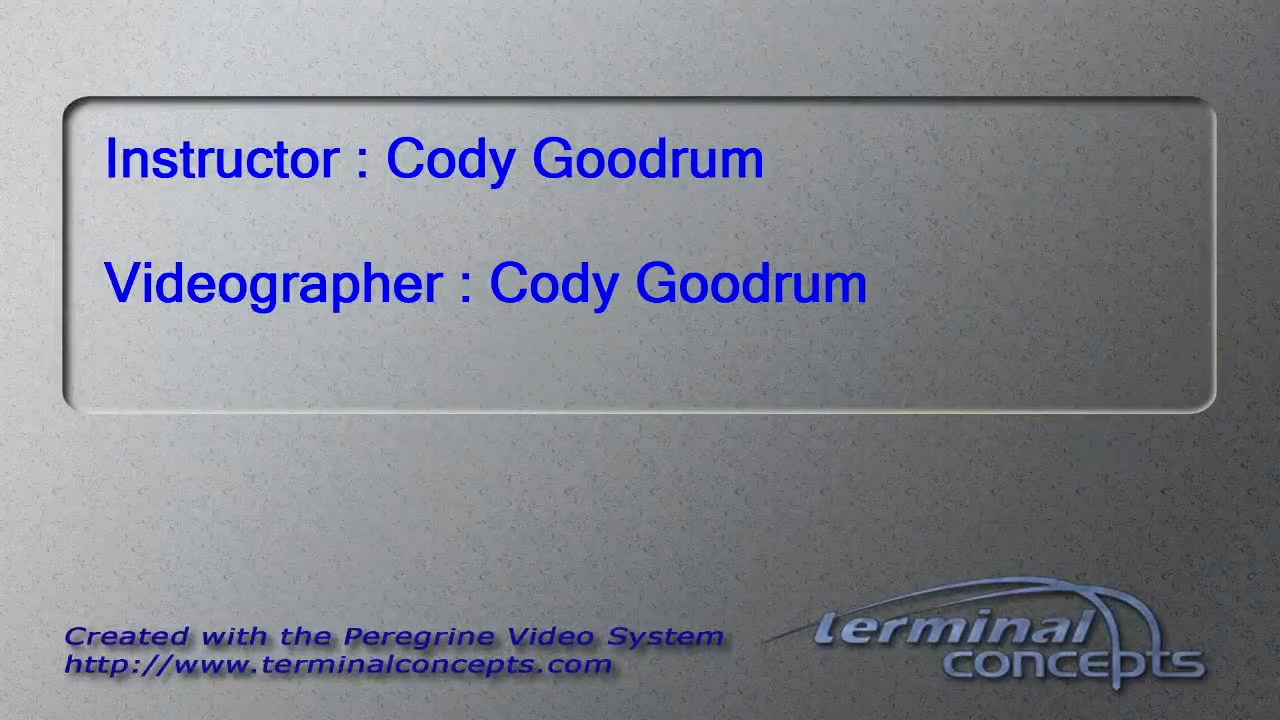 Instructor : Cody Goodrum
Videographer : Cody Goodrum
Created with the Peregrine Video System
http://www.terminalconcepts.com
terminal
concepts